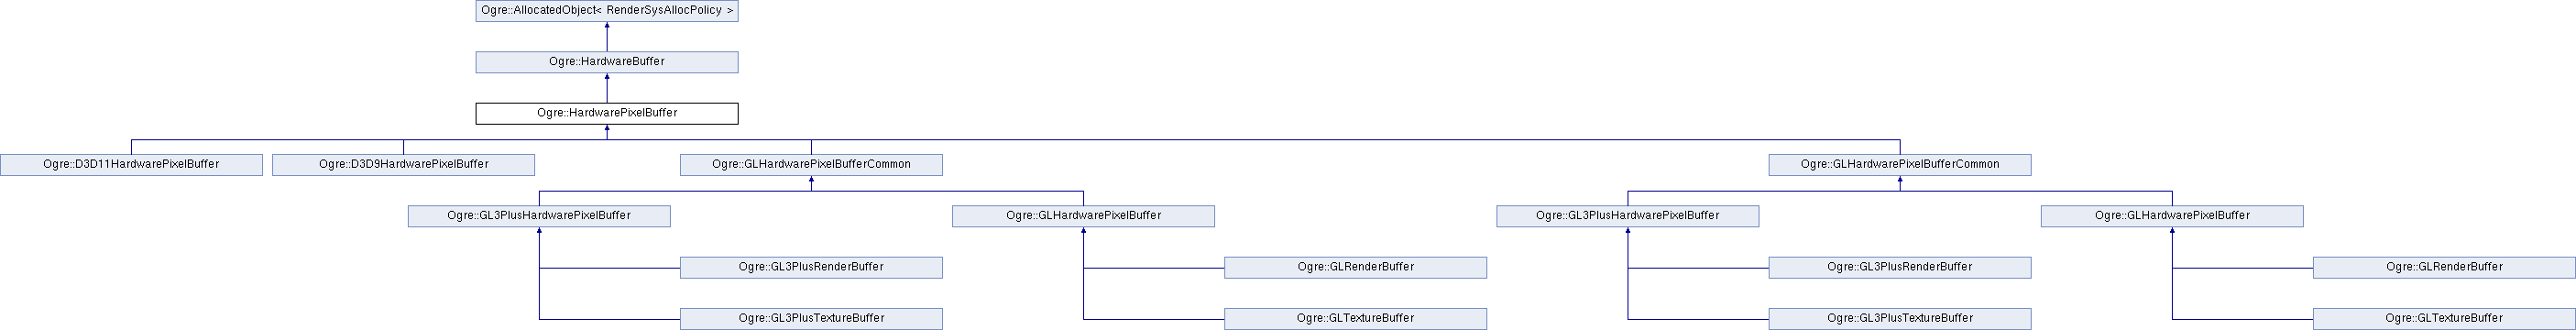 Ogre::AllocatedObject< RenderSysAllocPolicy >
Ogre::HardwareBuffer
Ogre::HardwarePixelBuffer
Ogre::D3D11HardwarePixelBuffer
Ogre::D3D9HardwarePixelBuffer
Ogre::GLHardwarePixelBufferCommon
Ogre::GLHardwarePixelBufferCommon
Ogre::GL3PlusHardwarePixelBuffer
Ogre::GLHardwarePixelBuffer
Ogre::GL3PlusHardwarePixelBuffer
Ogre::GLHardwarePixelBuffer
Ogre::GL3PlusRenderBuffer
Ogre::GLRenderBuffer
Ogre::GL3PlusRenderBuffer
Ogre::GLRenderBuffer
Ogre::GL3PlusTextureBuffer
Ogre::GLTextureBuffer
Ogre::GL3PlusTextureBuffer
Ogre::GLTextureBuffer